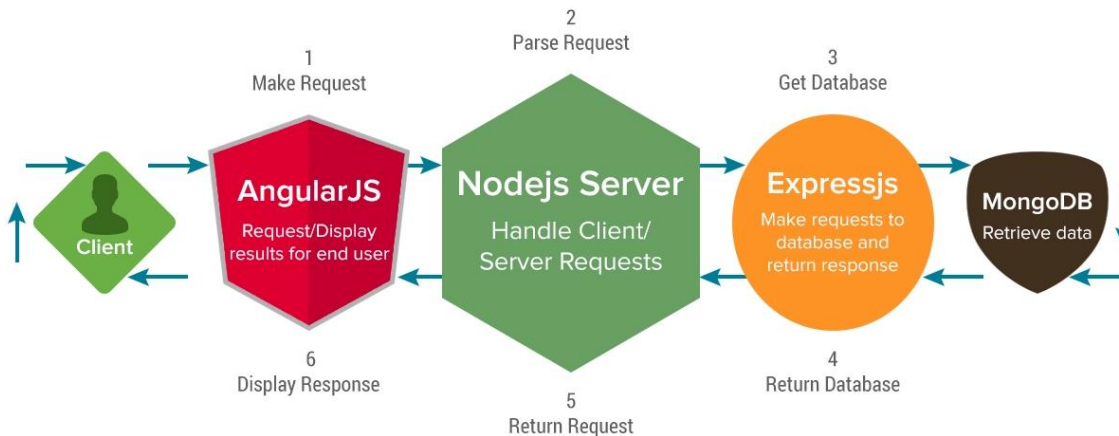 1
Make Request
2
Parse Request
3
Get Database
Client
AngularJS
Request/Display
results for end user
Nodejs Server
Handle Client/
Server Requests
Expressjs
Make requests to
database and
return response
MongoDB
Retrieve data
6
Display Response
5
Return Request
4
Return Database